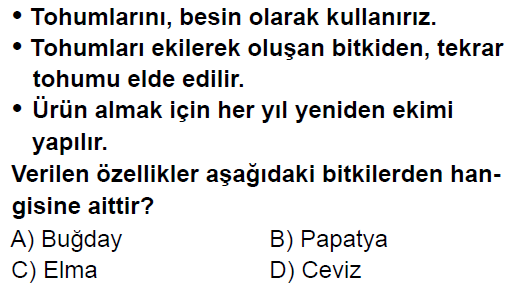 • Tohumlarını, besin olarak kullanırız.
• Tohumları ekilerek oluşan bitkiden, tekrar
tohumu elde edilir.
• Ürün almak için her yıl yeniden ekimi
yapılır.
Verilen özellikler aşağıdaki bitkilerden han-
gisine aittir?
A) Buğday B) Papatya
C) Elma D) Ceviz